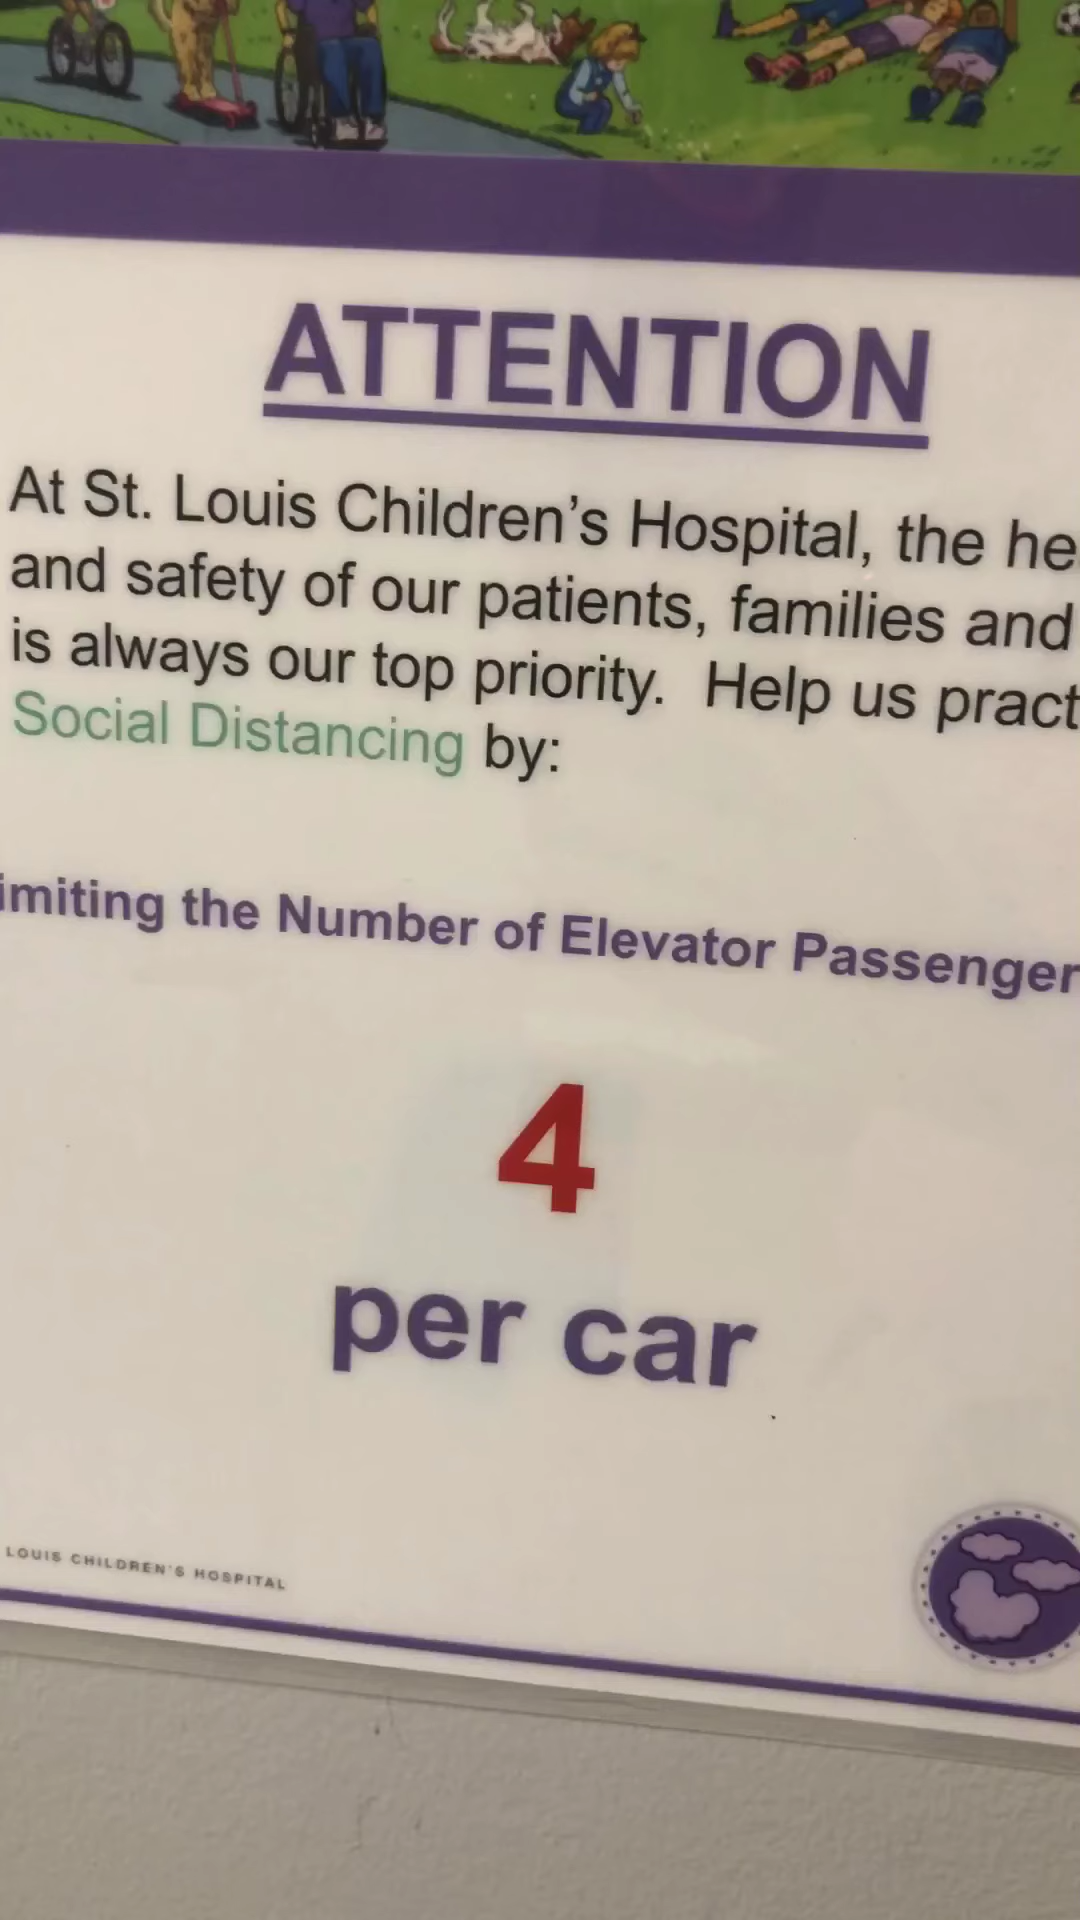 ATTENTION
At St. Louis Children's Hospital, the he
and safety of our patients, families and
is always our top priority. Help us pract
Social Distancing by:
imiting the Number of Elevator Passenger
4
per car
LOUIS CHILDREN'S HOSPITAL